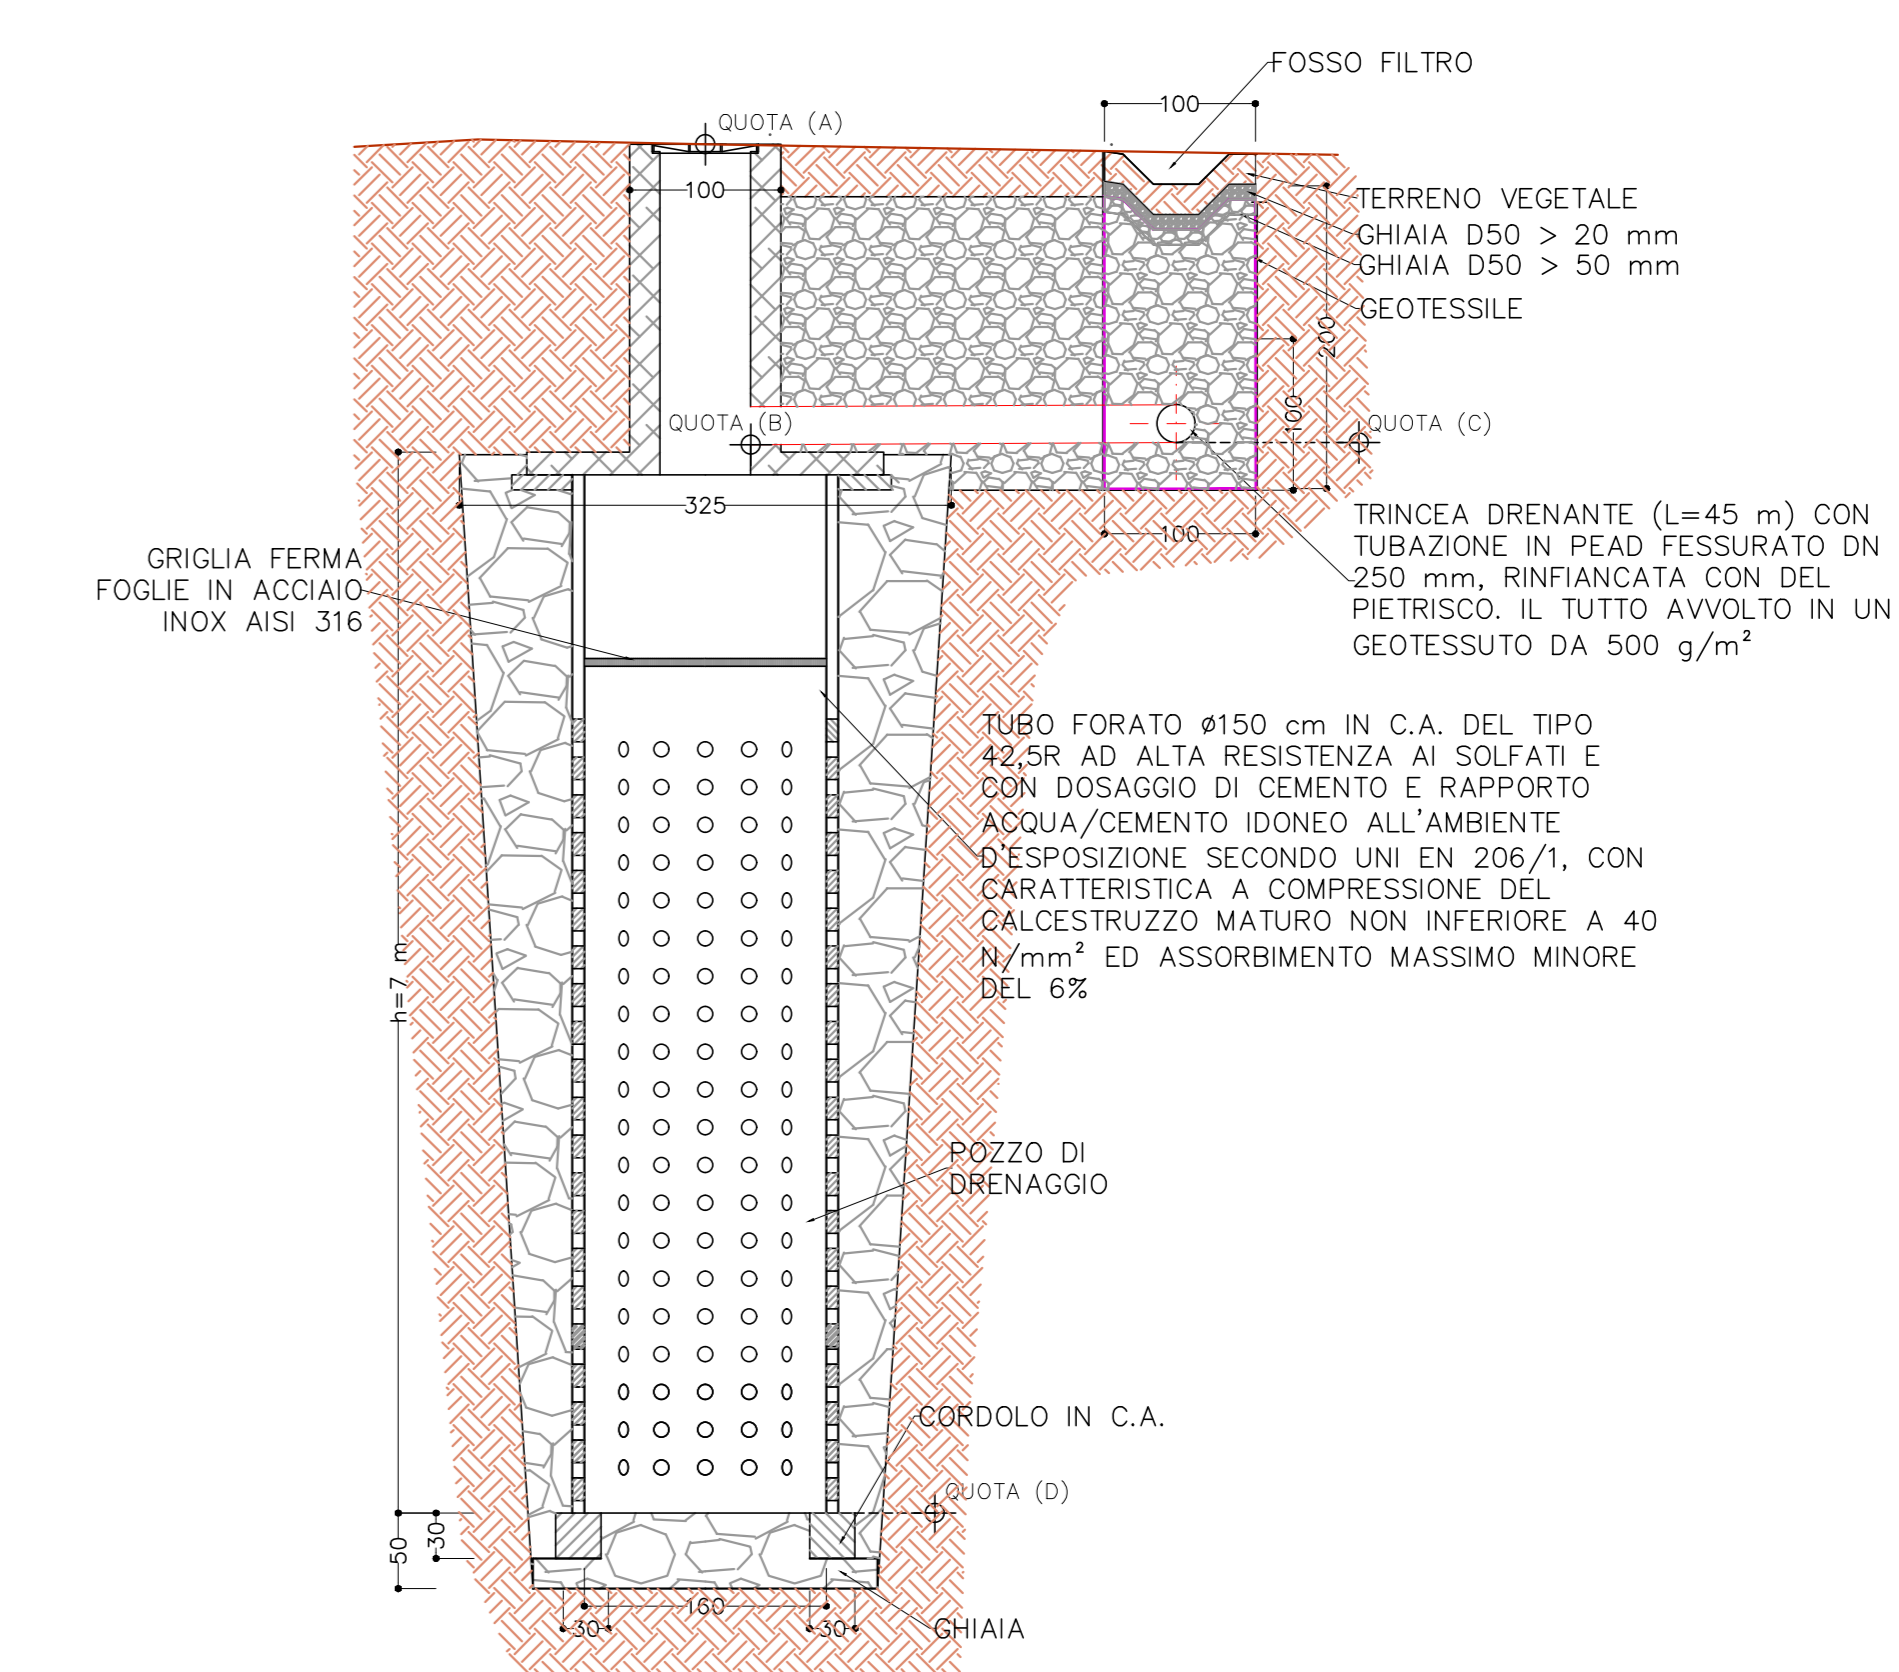 FOSSO FILTRO
100
QUOTA (A)
100
TERRENO VEGETALE
GHIAIA D50 > 20 mm
GHIAIA D50 > 50 mm
GEOTESSILE
200
100
QUOTA (B)
QUOTA (C)
325
100
TRINCEA DRENANTE (L=45 m) CON
TUBAZIONE IN PEAD FESSURATO DN
250 mm, RINFIANCATA CON DEL
PIETRISCO. IL TUTTO AVVOLTO IN UN
GEOTESSUTO DA 500 g/m²
GRIGLIA FERMA
FOGLIE IN ACCIAIO
INOX AISI 316
TUBO FORATO ø150 cm IN C.A. DEL TIPO
42,5R AD ALTA RESISTENZA AI SOLFATI E
CON DOSAGGIO DI CEMENTO E RAPPORTO
ACQUA/CEMENTO IDONEO ALL'AMBIENTE
D'ESPOSIZIONE SECONDO UNI EN 206/1, CON
CARATTERISTICA A COMPRESSIONE DEL
CALCESTRUZZO MATURO NON INFERIORE A 40
N/mm² ED ASSORBIMENTO MASSIMO MINORE
DEL 6%
h=7 m
POZZO DI
DRENAGGIO
CORDOLO IN C.A.
QUOTA (D)
50
30
160
30
30
GHIAIA